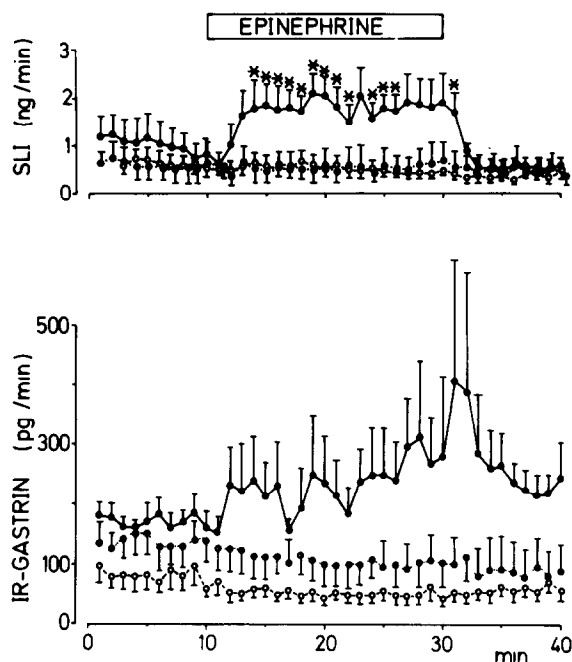 EPINEPHRINE
SLI (ng/min)
3
2
1
0
* * * * * * * * * * * *
IR-GASTRIN (pg/min)
500
300
100
0
0 10 20 30 min 40